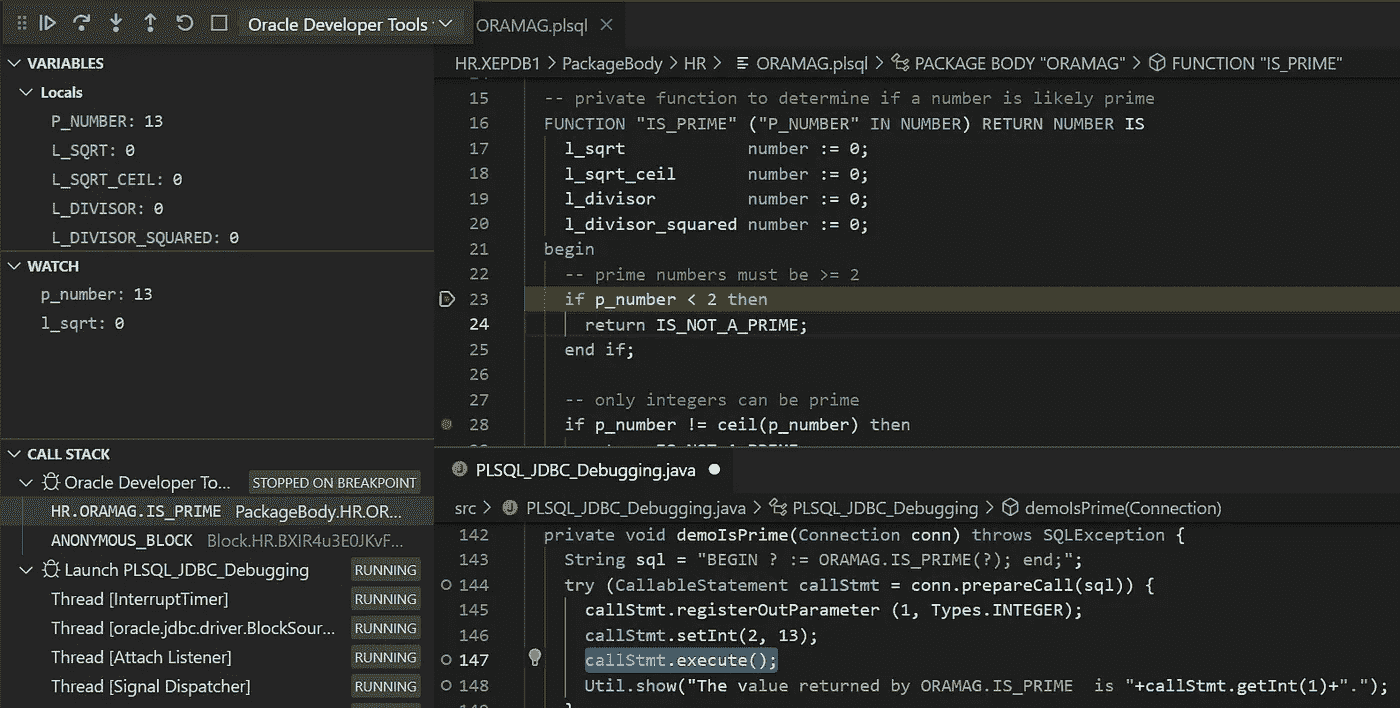 Oracle Developer Tools
VARIABLES
Locals
P_NUMBER: 13
L_SQRT: 0
L_SQRT_CEIL: 0
L_DIVISOR: 0
L_DIVISOR_SQUARED: 0
WATCH
p_number: 13
l_sqrt: 0
CALL STACK
Oracle Developer To... STOPPED ON BREAKPOINT
HR.ORAMAG.IS_PRIME PackageBody.HR.OR...
ANONYMOUS_BLOCK Block.HR.BXIR4u3E0JKvF...
Launch PLSQL_JDBC_Debugging RUNNING
Thread [InterruptTimer] RUNNING
Thread [oracle.jdbc.driver.BlockSour... RUNNING
Thread [Attach Listener] RUNNING
Thread [Signal Dispatcher] RUNNING
ORAMAG.plsql
HR.XEPDB1 > PackageBody > HR > ORAMAG.plsql > PACKAGE BODY "ORAMAG" > FUNCTION "IS_PRIME"
15 -- private function to determine if a number is likely prime
16 FUNCTION "IS_PRIME" ("P_NUMBER" IN NUMBER) RETURN NUMBER IS
17 l_sqrt number := 0;
18 l_sqrt_ceil number := 0;
19 l_divisor number := 0;
20 l_divisor_squared number := 0;
21 begin
22 -- prime numbers must be >= 2
23 if p_number < 2 then
24 return IS_NOT_A_PRIME;
25 end if;
26
27 -- only integers can be prime
28 if p_number != ceil(p_number) then
PLSQL_JDBC_Debugging.java
src > PLSQL_JDBC_Debugging.java > PLSQL_JDBC_Debugging > demoIsPrime(Connection)
142 private void demoIsPrime(Connection conn) throws SQLException {
143 String sql = "BEGIN ? := ORAMAG.IS_PRIME(?); end;";
144 try (CallableStatement callStmt = conn.prepareCall(sql)) {
145 callStmt.registerOutParameter (1, Types.INTEGER);
146 callStmt.setInt(2, 13);
147 callStmt.execute();
148 Util.show("The value returned by ORAMAG.IS_PRIME is "+callStmt.getInt(1)+".");